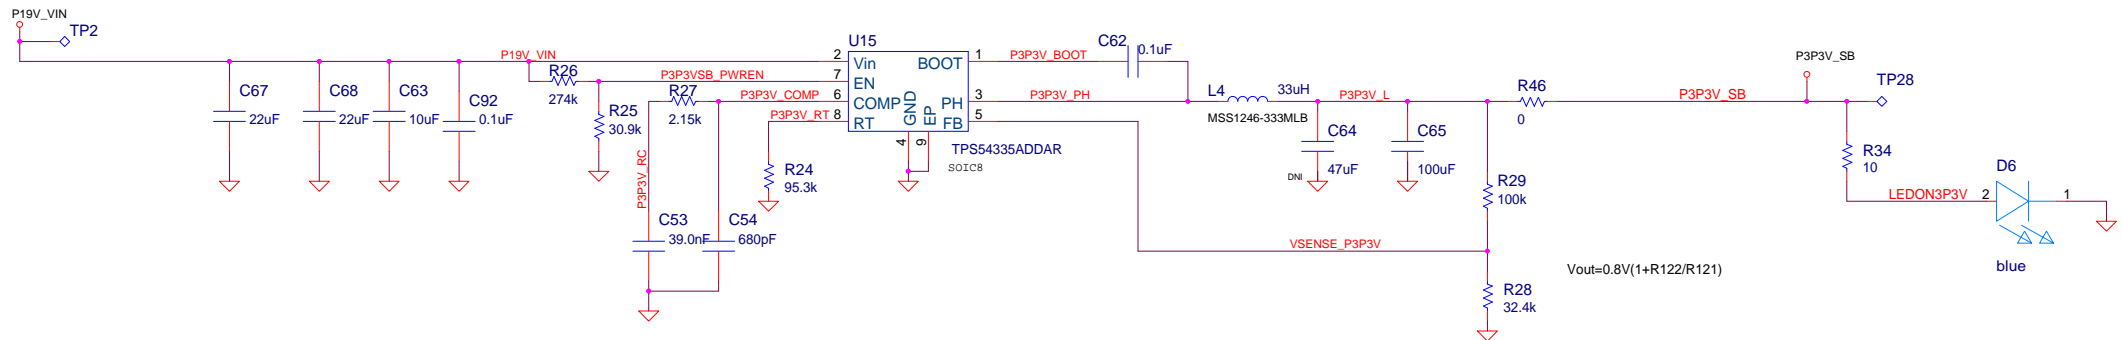 P19V_VIN
TP2
P19V_VIN
C67
22uF
C68
22uF
C63
10uF
C92
0.1uF
R26
274k
P3P3VSB_PWREN
R25
30.9k
R27
2.15k
P3P3V_COMP
P3P3V_RT
P3P3V_RC
C53
39.0nF
C54
680pF
R24
95.3k
U15
2 Vin
7 EN
6 COMP
8 RT
GND
EP
4
9
BOOT 1
PH 3
FB 5
TPS54335ADDAR
SOIC8
P3P3V_BOOT
C62
0.1uF
P3P3V_PH
L4
33uH
MSS1246-333MLB
P3P3V_L
C64
47uF
DNI
C65
100uF
R46
0
R29
100k
VSENSE_P3P3V
R28
32.4k
Vout=0.8V(1+R122/R121)
P3P3V_SB
P3P3V_SB
TP28
R34
10
LEDON3P3V
2
D6
1
blue